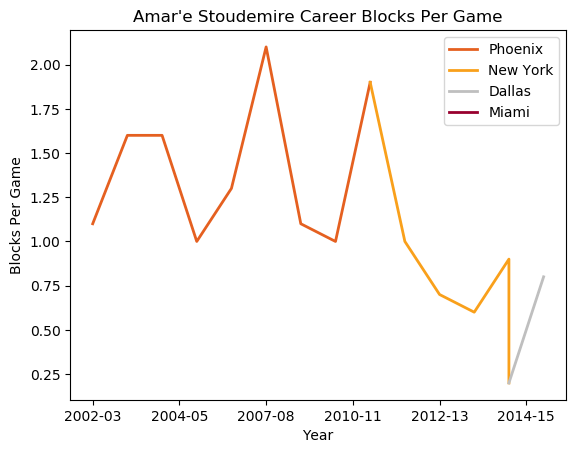 Amar'e Stoudemire Career Blocks Per Game
Phoenix
New York
Dallas
Miami
2.00
1.75
1.50
1.25
1.00
0.75
0.50
0.25
Blocks Per Game
2002-03 2004-05 2007-08 2010-11 2012-13 2014-15
Year